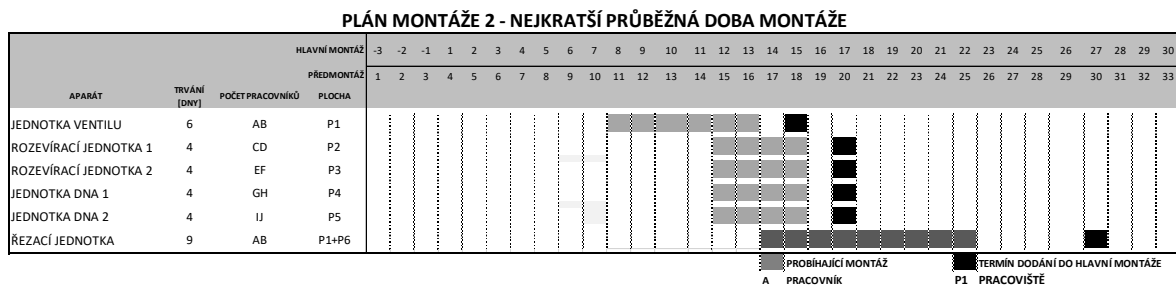 PLÁN MONTÁŽE 2 - NEJKRATŠÍ PRŮBĚŽNÁ DOBA MONTÁŽE
HLAVNÍ MONTÁŽ -3 -2 -1 1 2 3 4 5 6 7 8 9 10 11 12 13 14 15 16 17 18 19 20 21 22 23 24 25 26 27 28 29 30
PŘEDMONTÁŽ 1 2 3 4 5 6 7 8 9 10 11 12 13 14 15 16 17 18 19 20 21 22 23 24 25 26 27 28 29 30 31 32 33
APARÁT TRVÁNÍ [DNY] POČET PRACOVNÍKŮ PLOCHA
JEDNOTKA VENTILU 6 AB P1
ROZEVÍRACÍ JEDNOTKA 1 4 CD P2
ROZEVÍRACÍ JEDNOTKA 2 4 EF P3
JEDNOTKA DNA 1 4 GH P4
JEDNOTKA DNA 2 4 IJ P5
ŘEZACÍ JEDNOTKA 9 AB P1+P6
PROBÍHAJÍCÍ MONTÁŽ TERMÍN DODÁNÍ DO HLAVNÍ MONTÁŽE
A PRACOVNÍK P1 PRACOVIŠTĚ